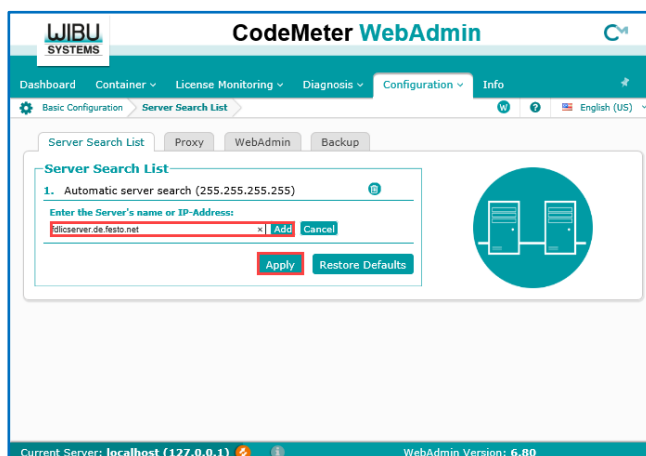 WIBU
SYSTEMS
CodeMeter WebAdmin
Dashboard Container License Monitoring Diagnosis Configuration Info
Basic Configuration Server Search List W ? English (US)
Server Search List Proxy WebAdmin Backup
Server Search List
1. Automatic server search (255.255.255.255)
Enter the Server's name or IP-Address:
fdlicserver.de.festo.net × Add Cancel
Apply Restore Defaults
Current Server: localhost (127.0.0.1) WebAdmin Version: 6.80